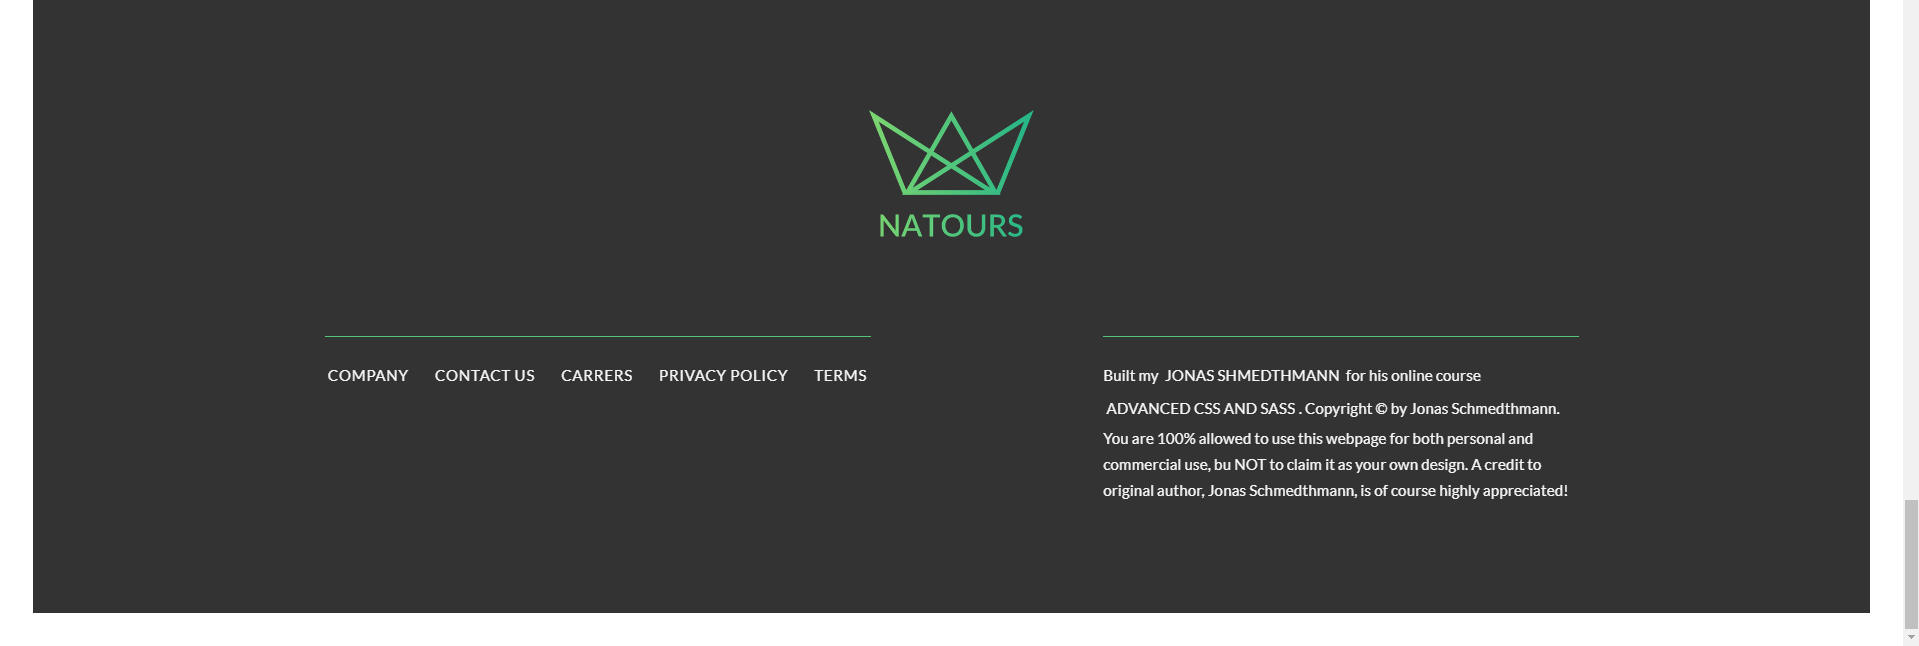 NATOURS
COMPANY CONTACT US CARRERS PRIVACY POLICY TERMS
Built my JONAS SHMEDTHMANN for his online course
ADVANCED CSS AND SASS . Copyright © by Jonas Schmedthmann.
You are 100% allowed to use this webpage for both personal and
commercial use, bu NOT to claim it as your own design. A credit to
original author, Jonas Schmedthmann, is of course highly appreciated!